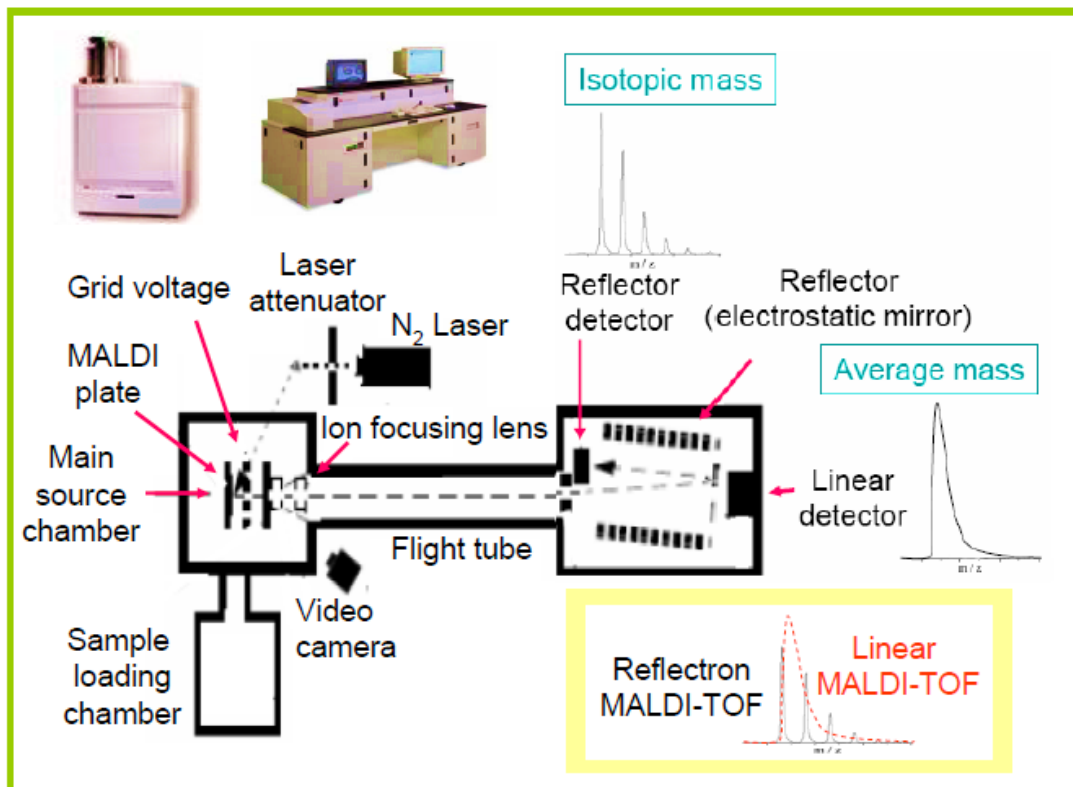 Isotopic mass
m / z
Laser
attenuator
Grid voltage
N2 Laser
Reflector
detector
Reflector
(electrostatic mirror)
MALDI
plate
Average mass
Ion focusing lens
Main
source
chamber
Linear
detector
Flight tube
m / z
Video
camera
Sample
loading
chamber
Reflectron
MALDI-TOF
Linear
MALDI-TOF
m / z